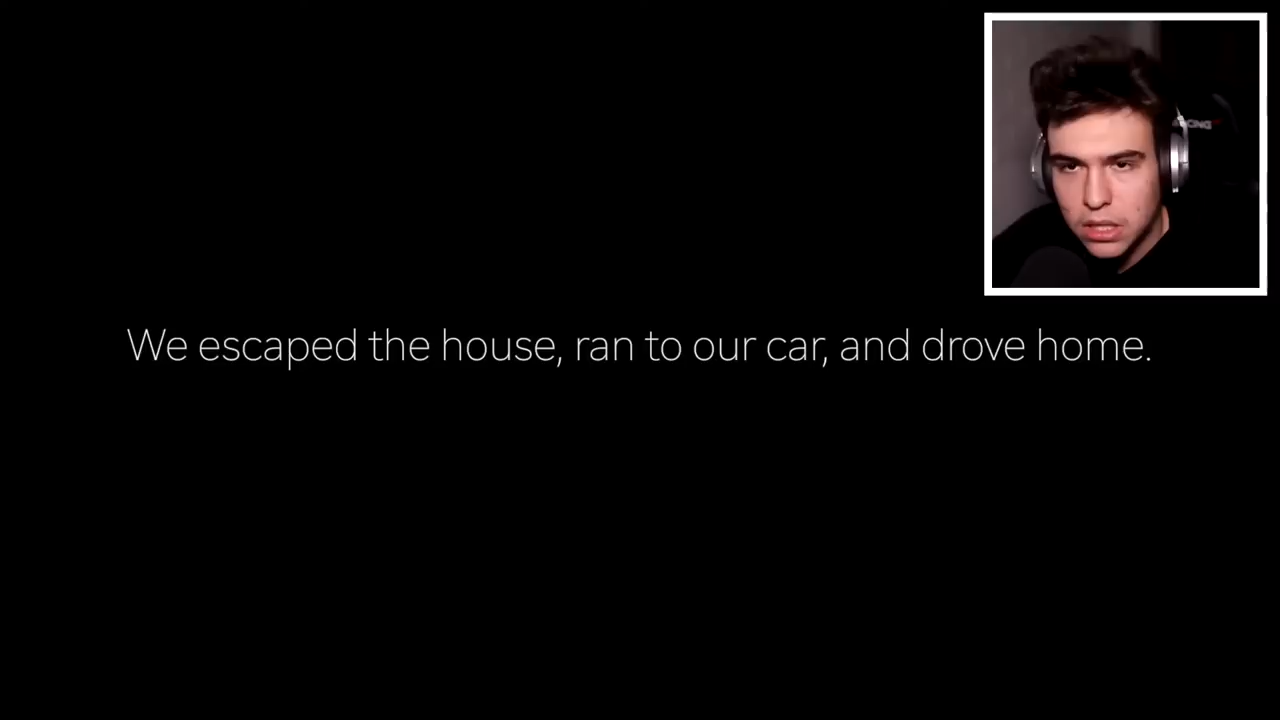 We escaped the house, ran to our car, and drove home.